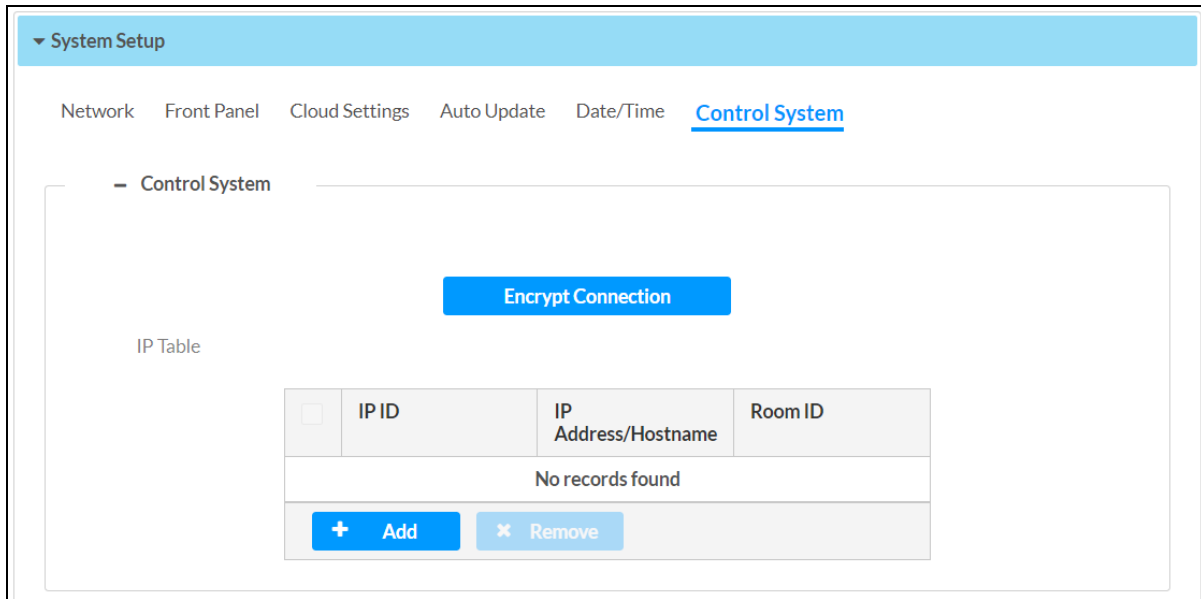 System Setup
Network Front Panel Cloud Settings Auto Update Date/Time Control System
Control System
Encrypt Connection
IP Table
IP ID
IP
Address/Hostname
Room ID
No records found
Add Remove